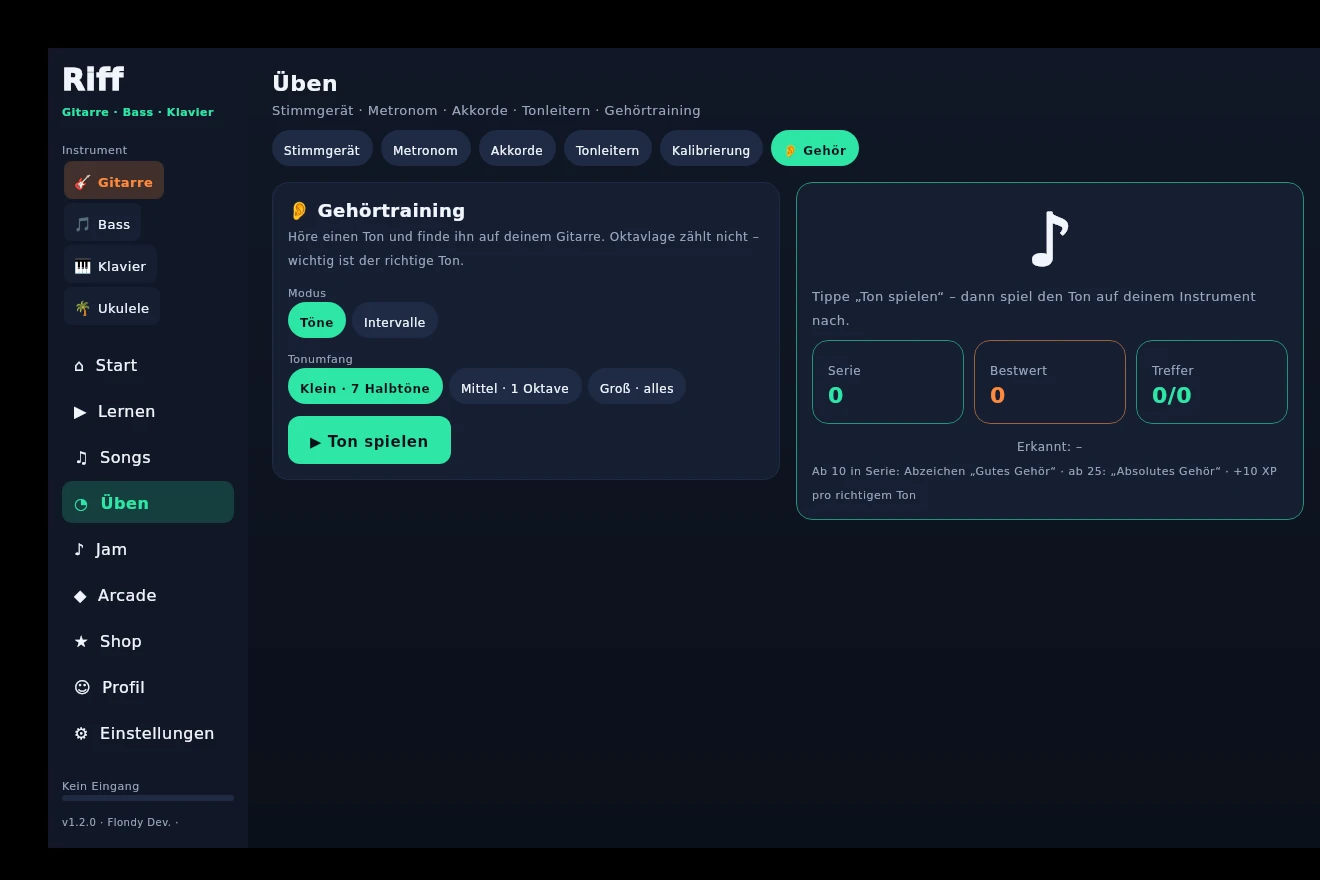 Riff
Gitarre · Bass · Klavier
Instrument
🎸 Gitarre
🎵 Bass
🎹 Klavier
🌴 Ukulele
⌂ Start
▶ Lernen
♫ Songs
◔ Üben
♪ Jam
◆ Arcade
★ Shop
☺ Profil
⚙ Einstellungen
Kein Eingang
v1.2.0 · Flondy Dev. ·
Üben
Stimmgerät · Metronom · Akkorde · Tonleitern · Gehörtraining
Stimmgerät Metronom Akkorde Tonleitern Kalibrierung 👂 Gehör
👂 Gehörtraining
Höre einen Ton und finde ihn auf deinem Gitarre. Oktavlage zählt nicht –
wichtig ist der richtige Ton.
Modus
Töne Intervalle
Tonumfang
Klein · 7 Halbtöne Mittel · 1 Oktave Groß · alles
▶ Ton spielen
♪
Tippe „Ton spielen“ – dann spiel den Ton auf deinem Instrument
nach.
Serie Bestwert Treffer
0 0 0/0
Erkannt: –
Ab 10 in Serie: Abzeichen „Gutes Gehör“ · ab 25: „Absolutes Gehör“ · +10 XP
pro richtigem Ton